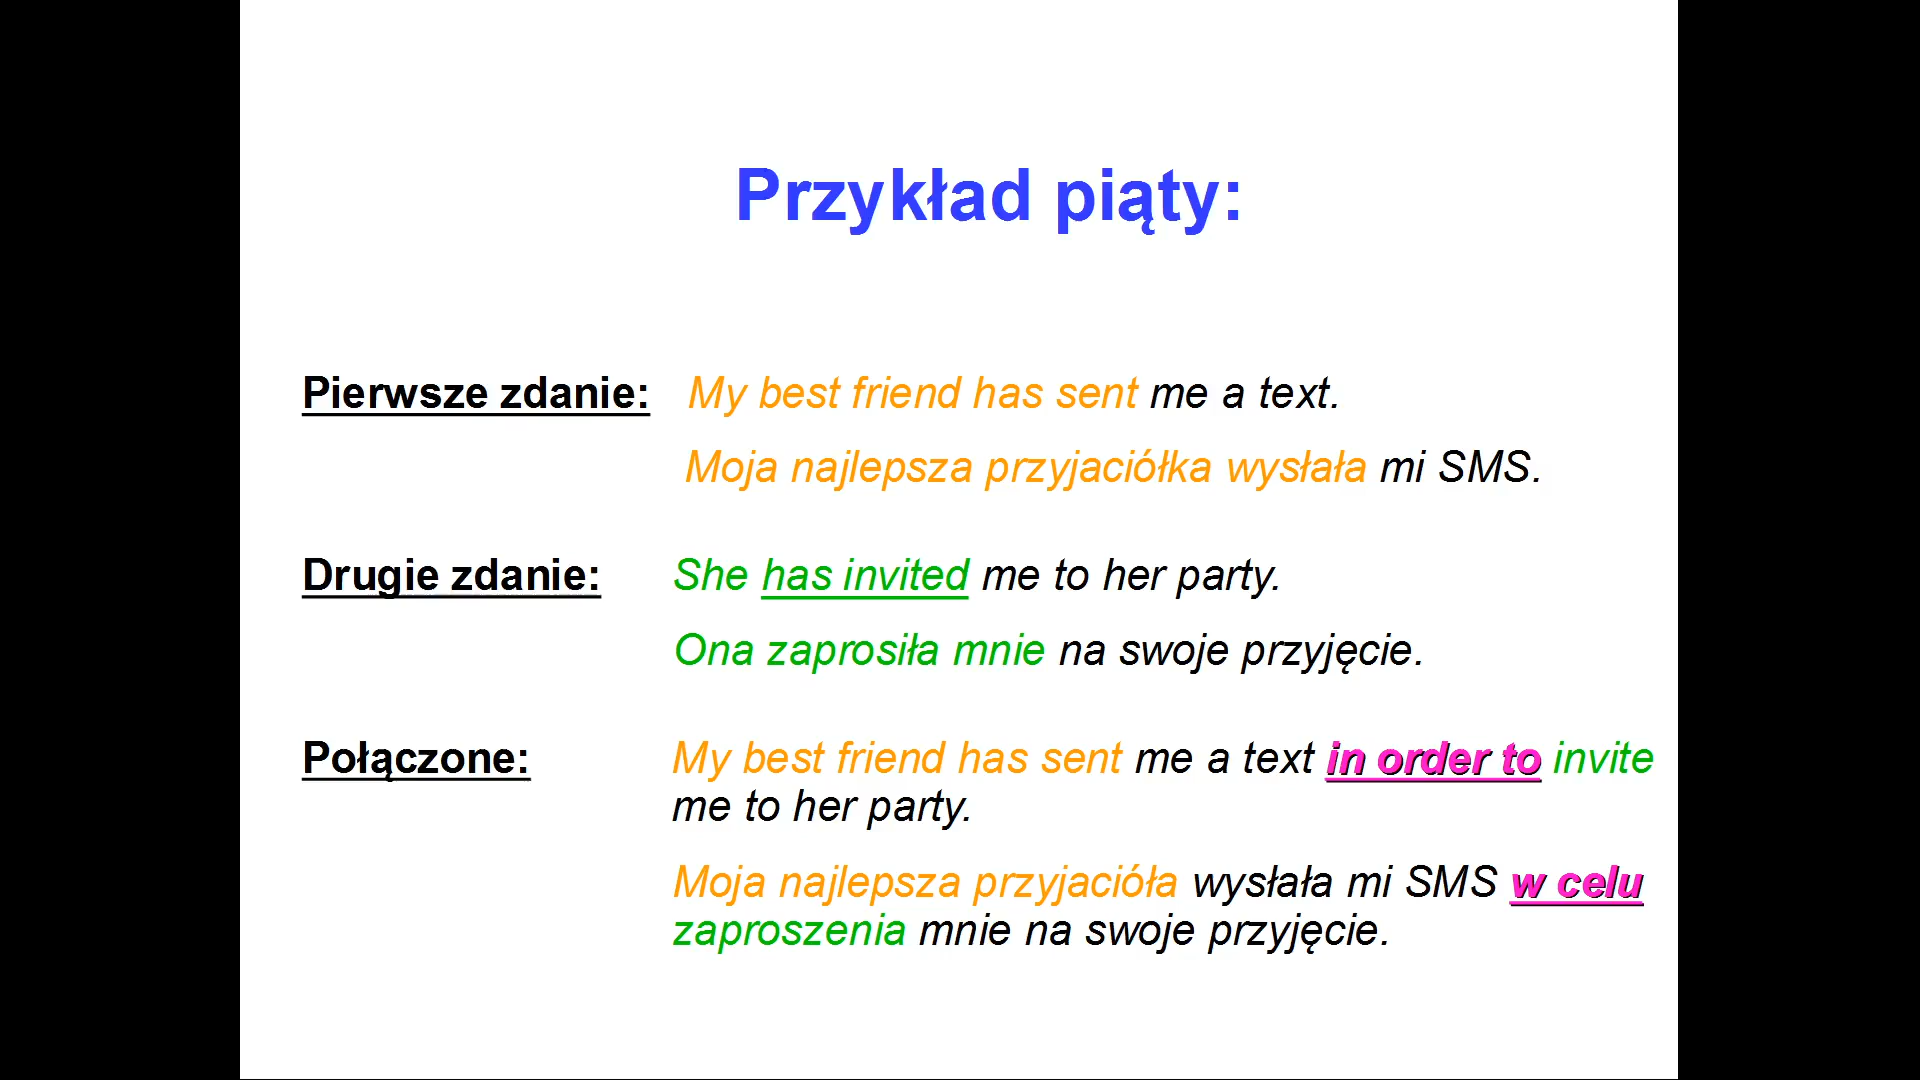 Przykład piąty:
Pierwsze zdanie: My best friend has sent me a text.
Moja najlepsza przyjaciółka wysłała mi SMS.
Drugie zdanie: She has invited me to her party.
Ona zaprosiła mnie na swoje przyjęcie.
Połączone: My best friend has sent me a text in order to invite
me to her party.
Moja najlepsza przyjacióła wysłała mi SMS w celu
zaproszenia mnie na swoje przyjęcie.